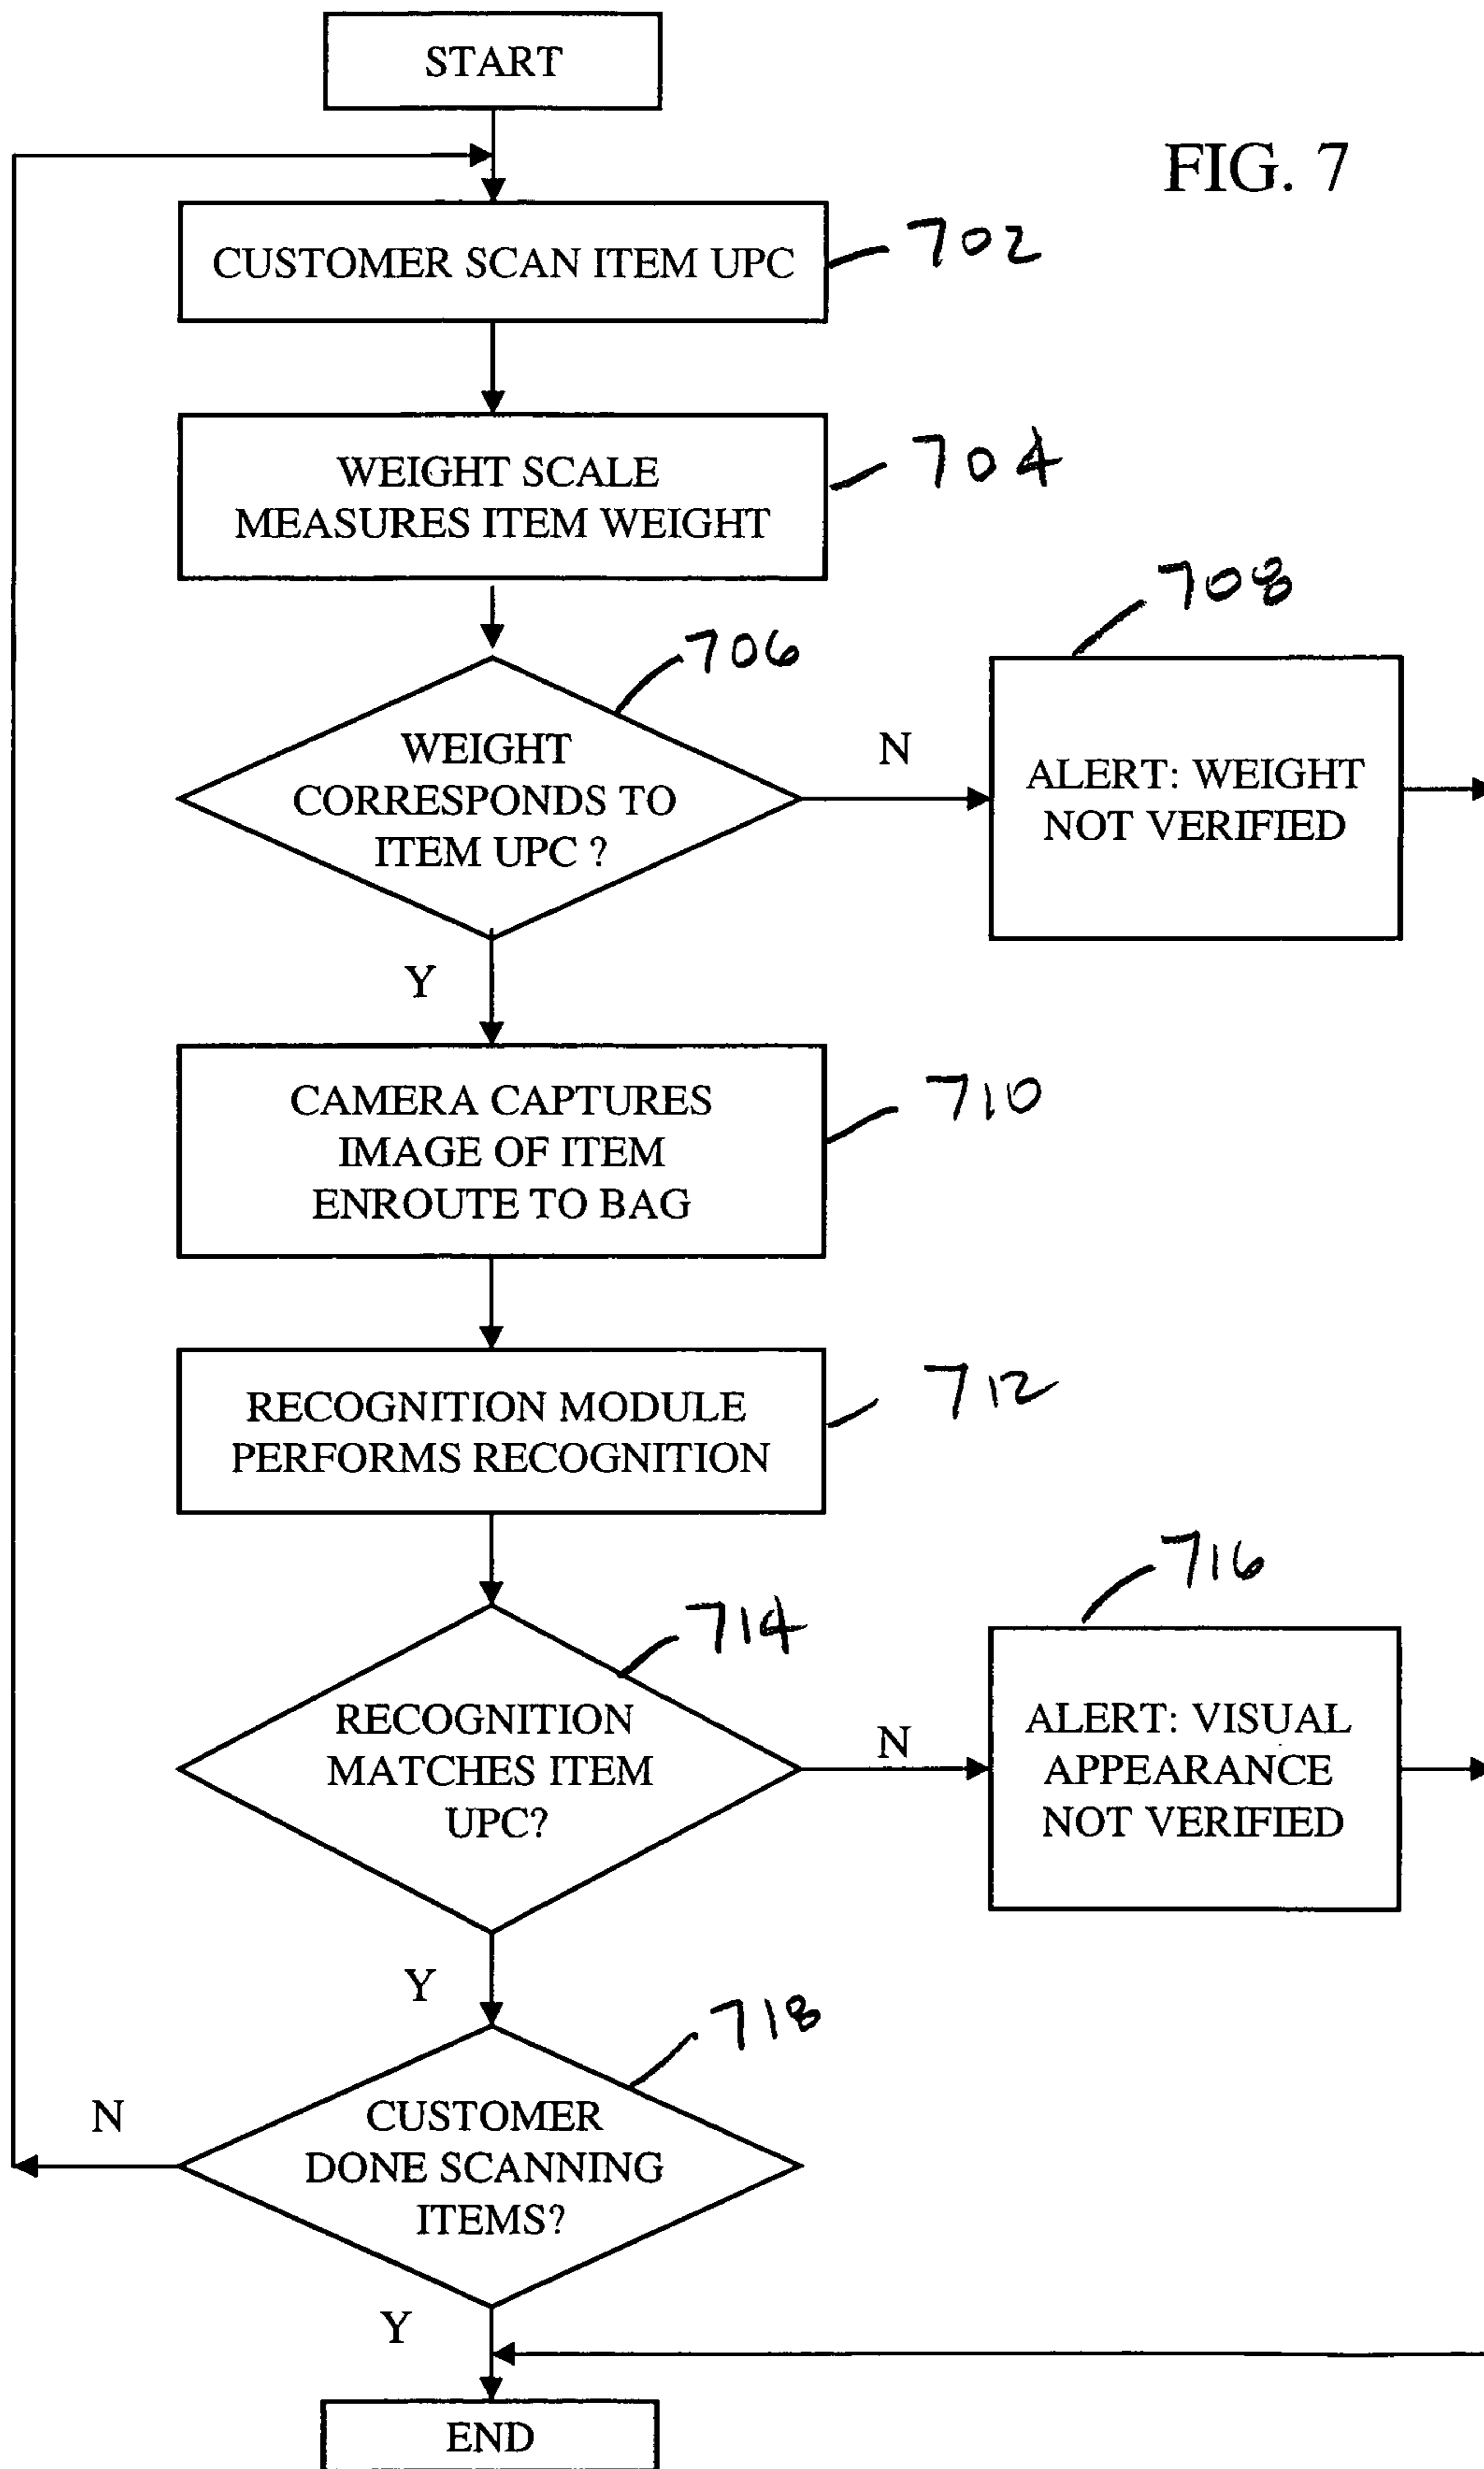 START
FIG. 7
CUSTOMER SCAN ITEM UPC
702
WEIGHT SCALE
MEASURES ITEM WEIGHT
704
706
WEIGHT
CORRESPONDS TO
ITEM UPC ?
N
708
ALERT: WEIGHT
NOT VERIFIED
Y
CAMERA CAPTURES
IMAGE OF ITEM
ENROUTE TO BAG
710
RECOGNITION MODULE
PERFORMS RECOGNITION
712
714
RECOGNITION
MATCHES ITEM
UPC?
N
716
ALERT: VISUAL
APPEARANCE
NOT VERIFIED
Y
718
CUSTOMER
DONE SCANNING
ITEMS?
N
Y
END